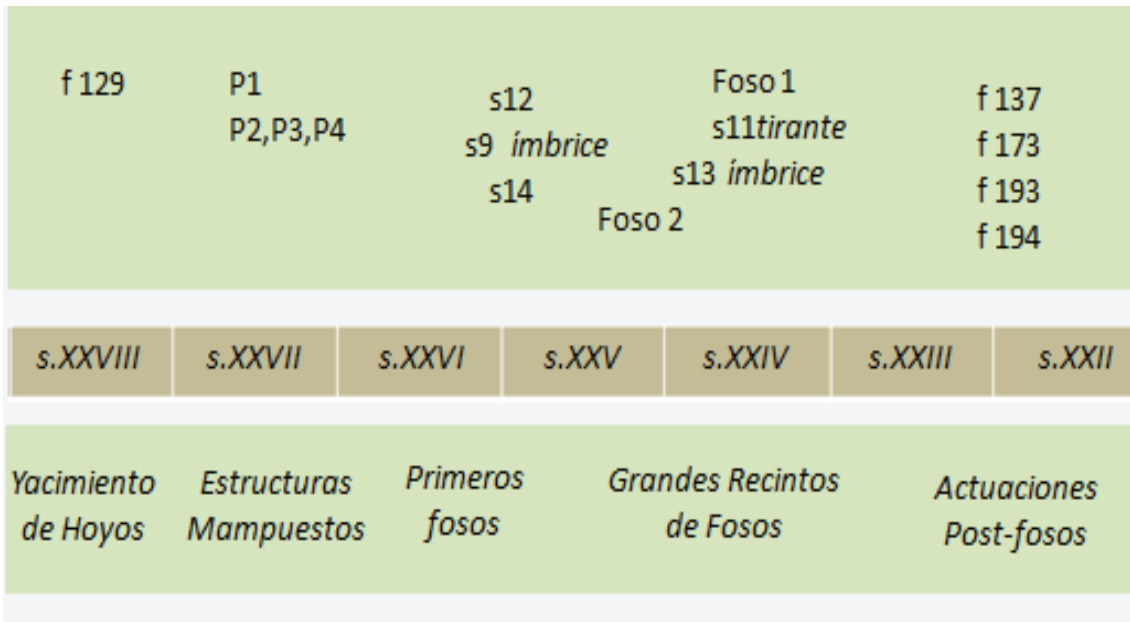 f 129
P1
P2,P3,P4
s12
s9 ímbrice
s14
Foso 2
Foso 1
s11tirante
s13 ímbrice
f 137
f 173
f 193
f 194
s.XXVIII
s.XXVII
s.XXVI
s.XXV
s.XXIV
s.XXIII
s.XXII
Yacimiento
de Hoyos
Estructuras
Mampuestos
Primeros
fosos
Grandes Recintos
de Fosos
Actuaciones
Post-fosos